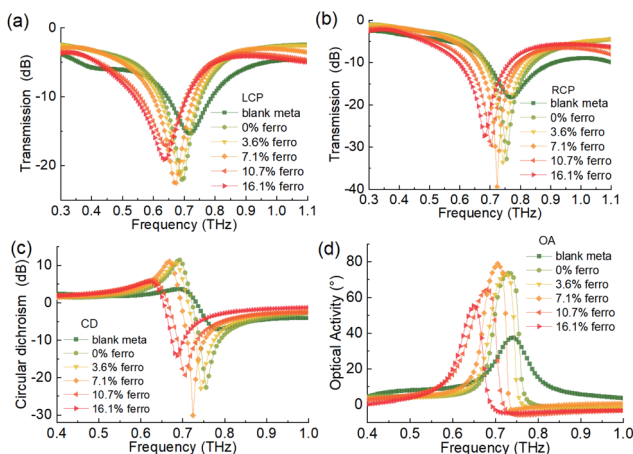 (a)
0
-5
-10
-15
-20
Transmission (dB)
LCP
blank meta
0% ferro
3.6% ferro
7.1% ferro
10.7% ferro
16.1% ferro
0.3 0.4 0.5 0.6 0.7 0.8 0.9 1.0 1.1
Frequency (THz)
(b)
0
-10
-20
-30
-40
Transmission (dB)
RCP
blank meta
0% ferro
3.6% ferro
7.1% ferro
10.7% ferro
16.1% ferro
0.3 0.4 0.5 0.6 0.7 0.8 0.9 1.0 1.1
Frequency (THz)
(c)
10
0
-10
-20
-30
Circular dichroism (dB)
CD
blank meta
0% ferro
3.6% ferro
7.1% ferro
10.7% ferro
16.1% ferro
0.4 0.5 0.6 0.7 0.8 0.9 1.0
Frequency (THz)
(d)
80
60
40
20
0
Optical Activity (°)
OA
blank meta
0% ferro
3.6% ferro
7.1% ferro
10.7% ferro
16.1% ferro
0.4 0.5 0.6 0.7 0.8 0.9 1.0
Frequency (THz)